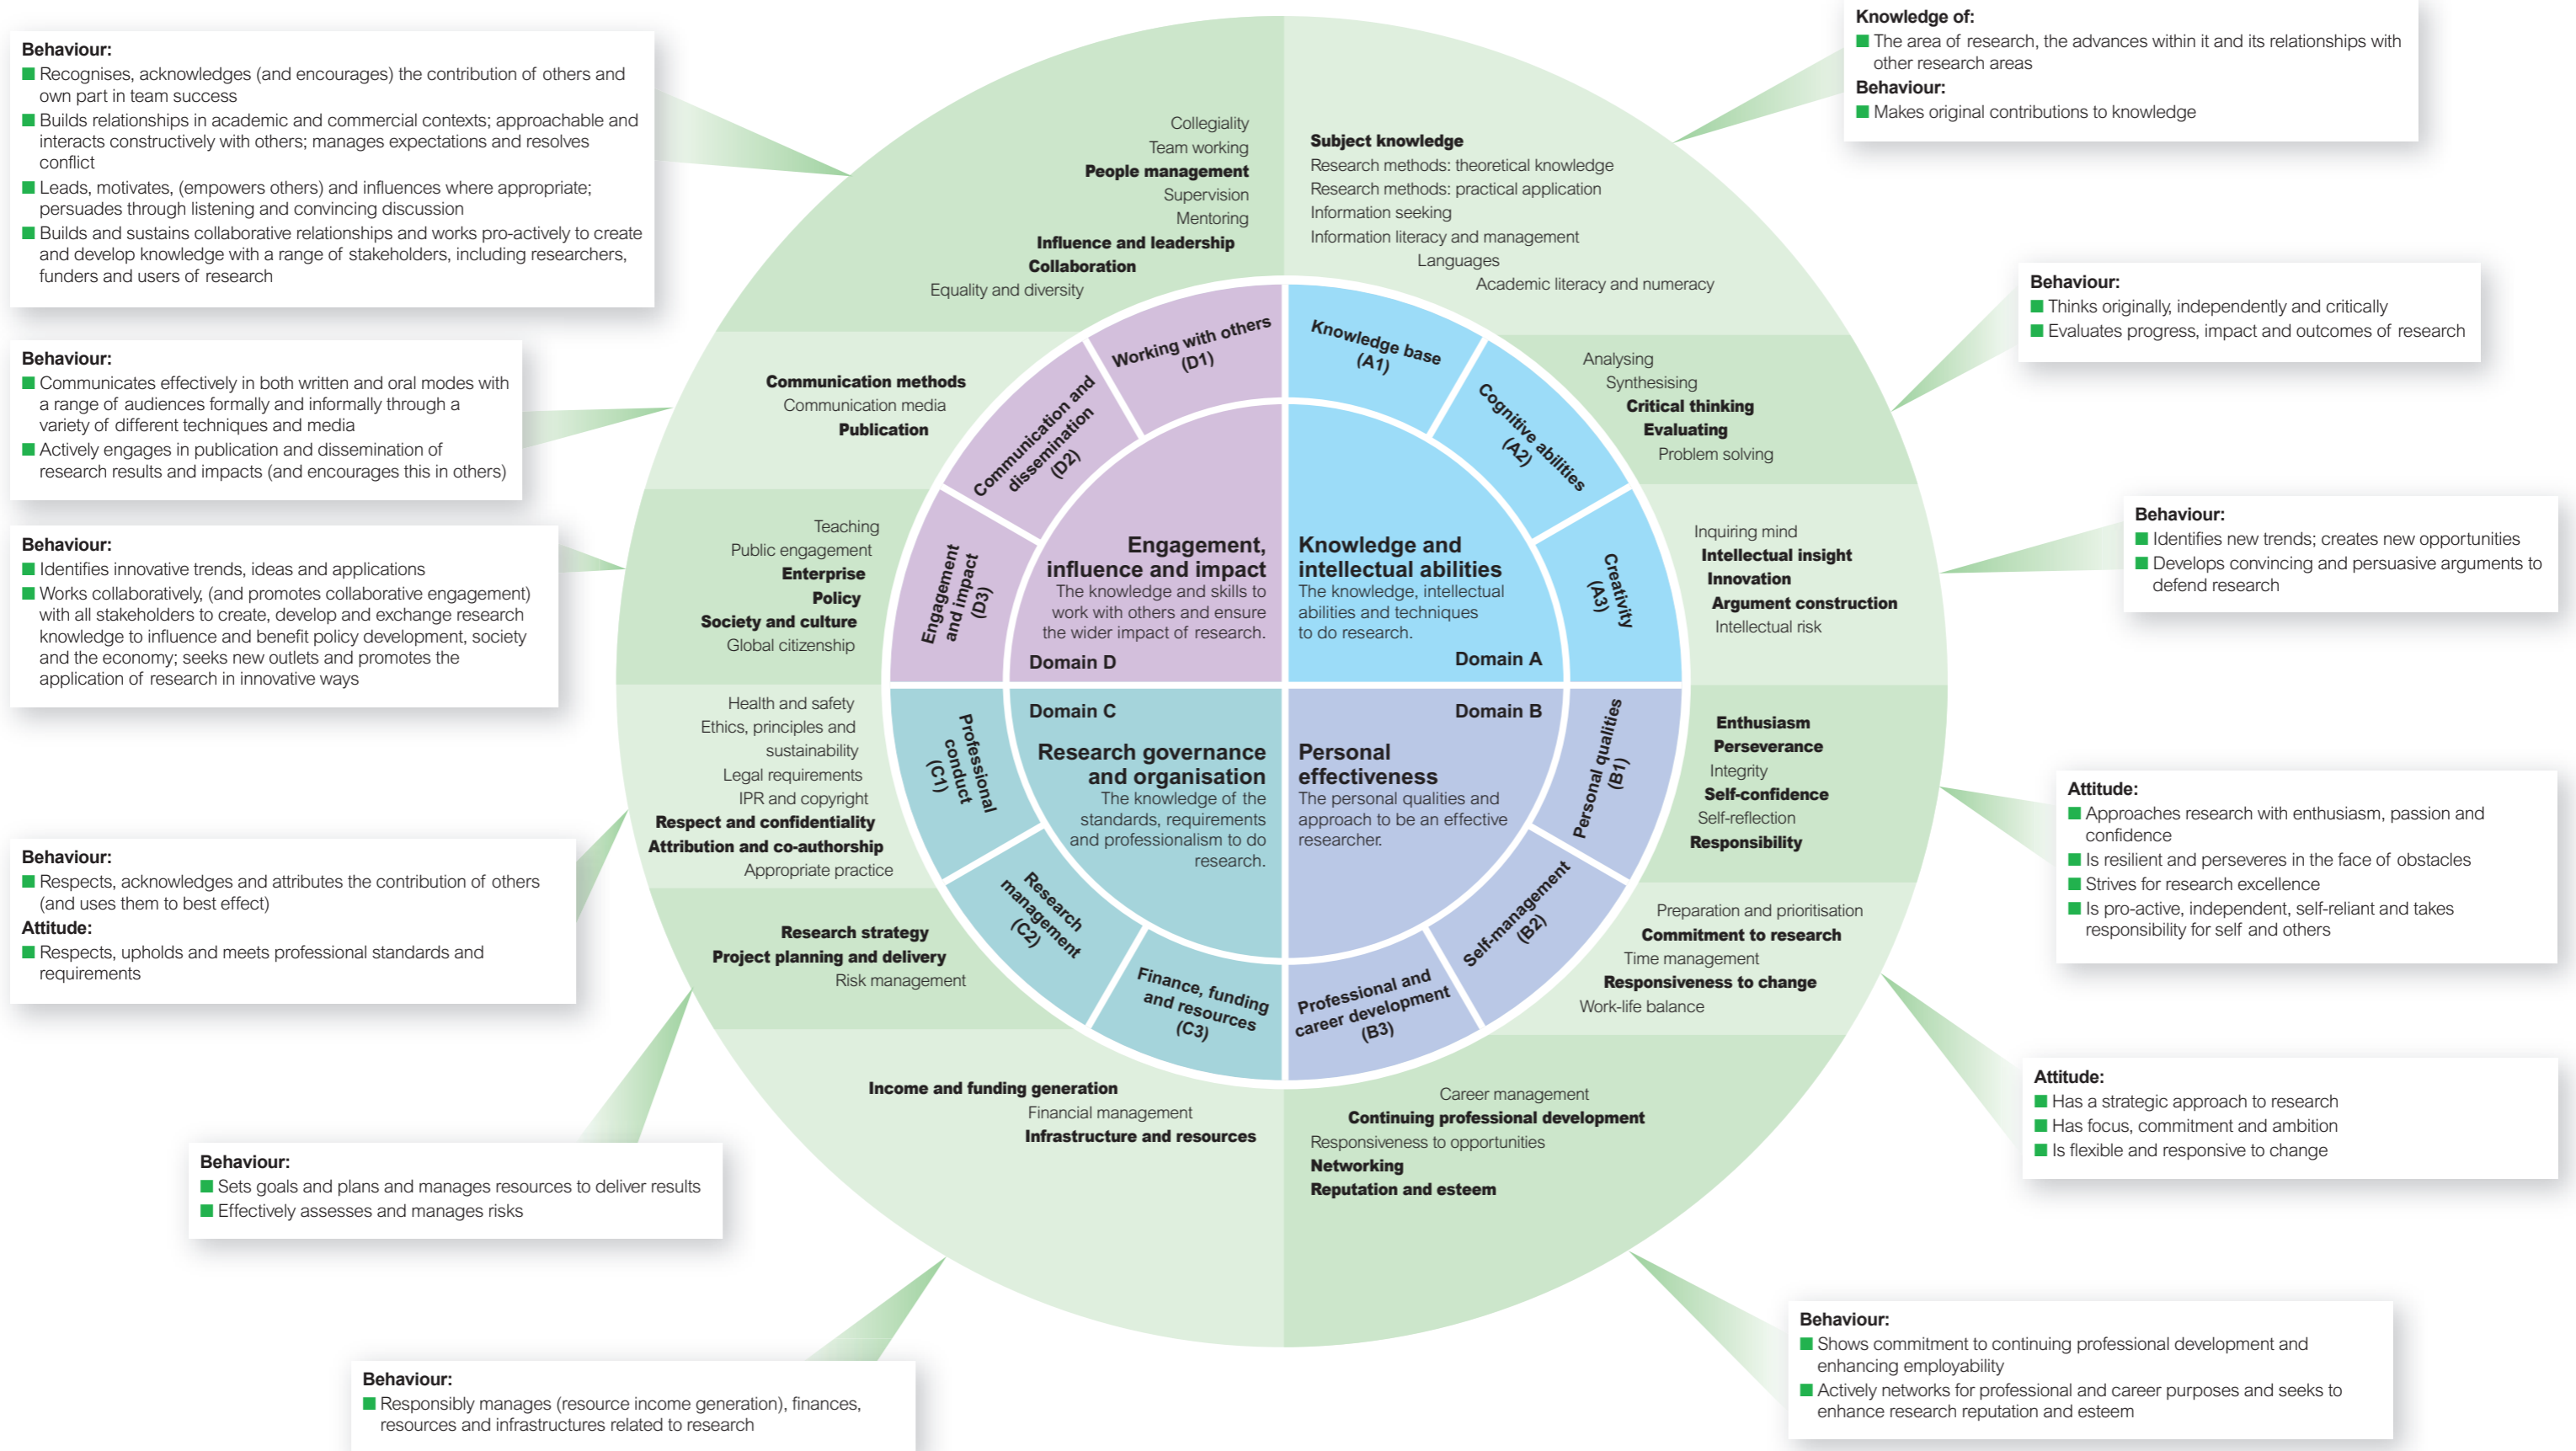 Behaviour:
■ Recognises, acknowledges (and encourages) the contribution of others and
own part in team success
■ Builds relationships in academic and commercial contexts; approachable and
interacts constructively with others; manages expectations and resolves
conflict
■ Leads, motivates, (empowers others) and influences where appropriate;
persuades through listening and convincing discussion
■ Builds and sustains collaborative relationships and works pro-actively to create
and develop knowledge with a range of stakeholders, including researchers,
funders and users of research
Behaviour:
■ Communicates effectively in both written and oral modes with
a range of audiences formally and informally through a
variety of different techniques and media
■ Actively engages in publication and dissemination of
research results and impacts (and encourages this in others)
Behaviour:
■ Identifies innovative trends, ideas and applications
■ Works collaboratively, (and promotes collaborative engagement)
with all stakeholders to create, develop and exchange research
knowledge to influence and benefit policy development, society
and the economy; seeks new outlets and promotes the
application of research in innovative ways
Behaviour:
■ Respects, acknowledges and attributes the contribution of others
(and uses them to best effect)
Attitude:
■ Respects, upholds and meets professional standards and
requirements
Behaviour:
■ Sets goals and plans and manages resources to deliver results
■ Effectively assesses and manages risks
Behaviour:
■ Responsibly manages (resource income generation), finances,
resources and infrastructures related to research
Collegiality
Team working
People management
Supervision
Mentoring
Influence and leadership
Collaboration
Equality and diversity
Communication methods
Communication media
Publication
Teaching
Public engagement
Enterprise
Policy
Society and culture
Global citizenship
Health and safety
Ethics, principles and
sustainability
Legal requirements
IPR and copyright
Respect and confidentiality
Attribution and co-authorship
Appropriate practice
Research strategy
Project planning and delivery
Risk management
Income and funding generation
Financial management
Infrastructure and resources
Working with others
(D1)
Communication and
dissemination
(D2)
Engagement
and impact
(D3)
Engagement,
influence and impact
The knowledge and skills to
work with others and ensure
the wider impact of research.
Domain D
Knowledge base
(A1)
Cognitive abilities
(A2)
Creativity
(A3)
Knowledge and
intellectual abilities
The knowledge, intellectual
abilities and techniques
to do research.
Domain A
Domain C
Research governance
and organisation
The knowledge of the
standards, requirements
and professionalism to do
research.
Professional
conduct
(C1)
Research
management
(C2)
Finance, funding
and resources
(C3)
Domain B
Personal
effectiveness
The personal qualities and
approach to be an effective
researcher.
Personal qualities
(B1)
Self-management
(B2)
Professional and
career development
(B3)
Subject knowledge
Research methods: theoretical knowledge
Research methods: practical application
Information seeking
Information literacy and management
Languages
Academic literacy and numeracy
Analysing
Synthesising
Critical thinking
Evaluating
Problem solving
Inquiring mind
Intellectual insight
Innovation
Argument construction
Intellectual risk
Enthusiasm
Perseverance
Integrity
Self-confidence
Self-reflection
Responsibility
Preparation and prioritisation
Commitment to research
Time management
Responsiveness to change
Work-life balance
Career management
Continuing professional development
Responsiveness to opportunities
Networking
Reputation and esteem
Knowledge of:
■ The area of research, the advances within it and its relationships with
other research areas
Behaviour:
■ Makes original contributions to knowledge
Behaviour:
■ Thinks originally, independently and critically
■ Evaluates progress, impact and outcomes of research
Behaviour:
■ Identifies new trends; creates new opportunities
■ Develops convincing and persuasive arguments to
defend research
Attitude:
■ Approaches research with enthusiasm, passion and
confidence
■ Is resilient and perseveres in the face of obstacles
■ Strives for research excellence
■ Is pro-active, independent, self-reliant and takes
responsibility for self and others
Attitude:
■ Has a strategic approach to research
■ Has focus, commitment and ambition
■ Is flexible and responsive to change
Behaviour:
■ Shows commitment to continuing professional development and
enhancing employability
■ Actively networks for professional and career purposes and seeks to
enhance research reputation and esteem